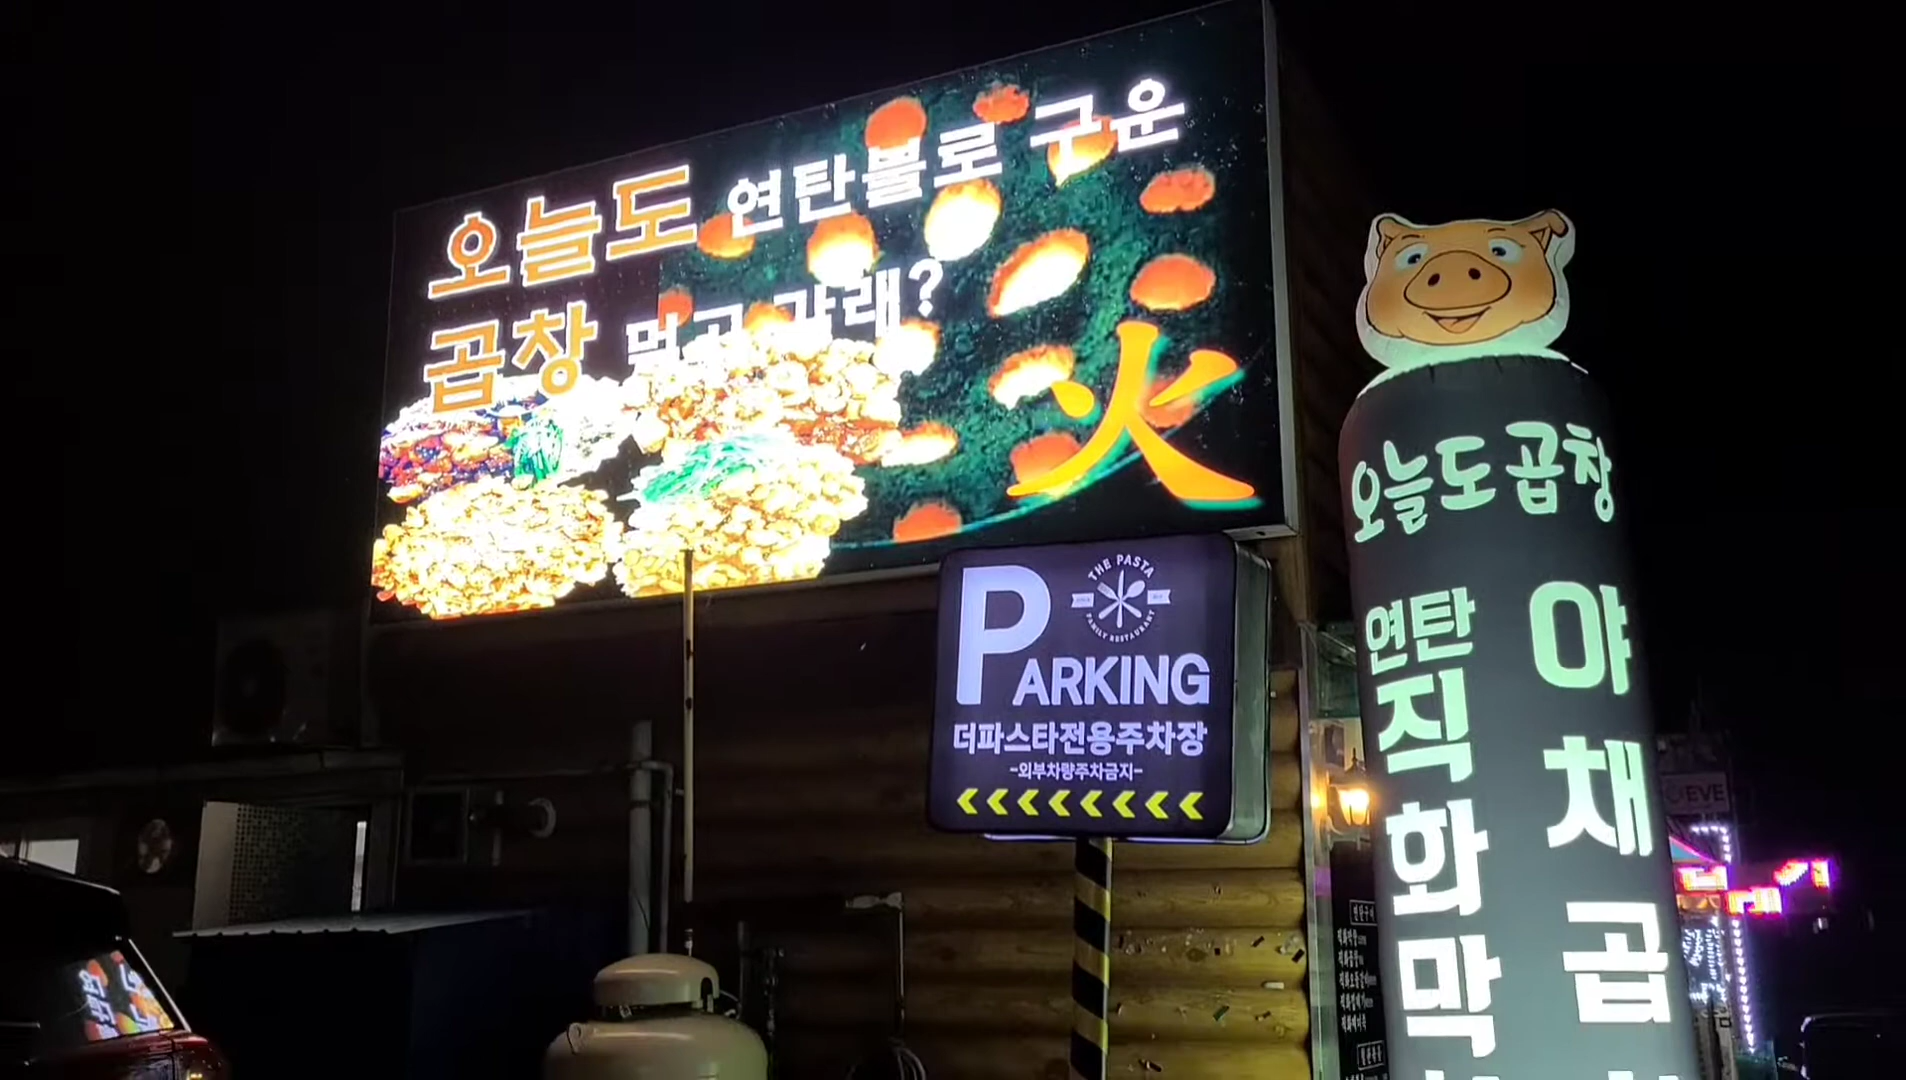 오늘도 연탄불로 구운
곱창 먹고 갈래?
火
THE PASTA
FAMILY RESTAURANT
PARKING
더파스타전용주차장
-외부차량주차금지-
오늘도곱창
연탄직화막
야채곱
EVE